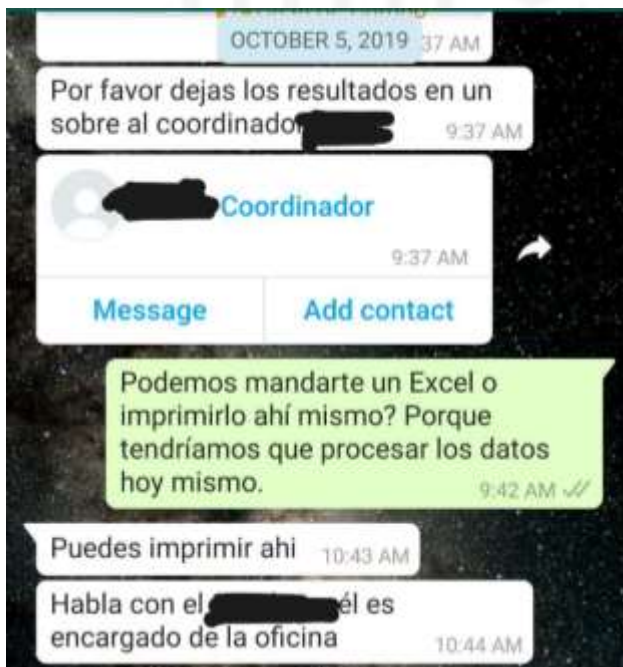 OCTOBER 5, 2019 37 AM
Por favor dejas los resultados en un
sobre al coordinador
9:37 AM
Coordinador
9:37 AM
Message Add contact
Podemos mandarte un Excel o
imprimirlo ahí mismo? Porque
tendríamos que procesar los datos
hoy mismo.
9:42 AM
Puedes imprimir ahi 10:43 AM
Habla con el él es
encargado de la oficina 10:44 AM